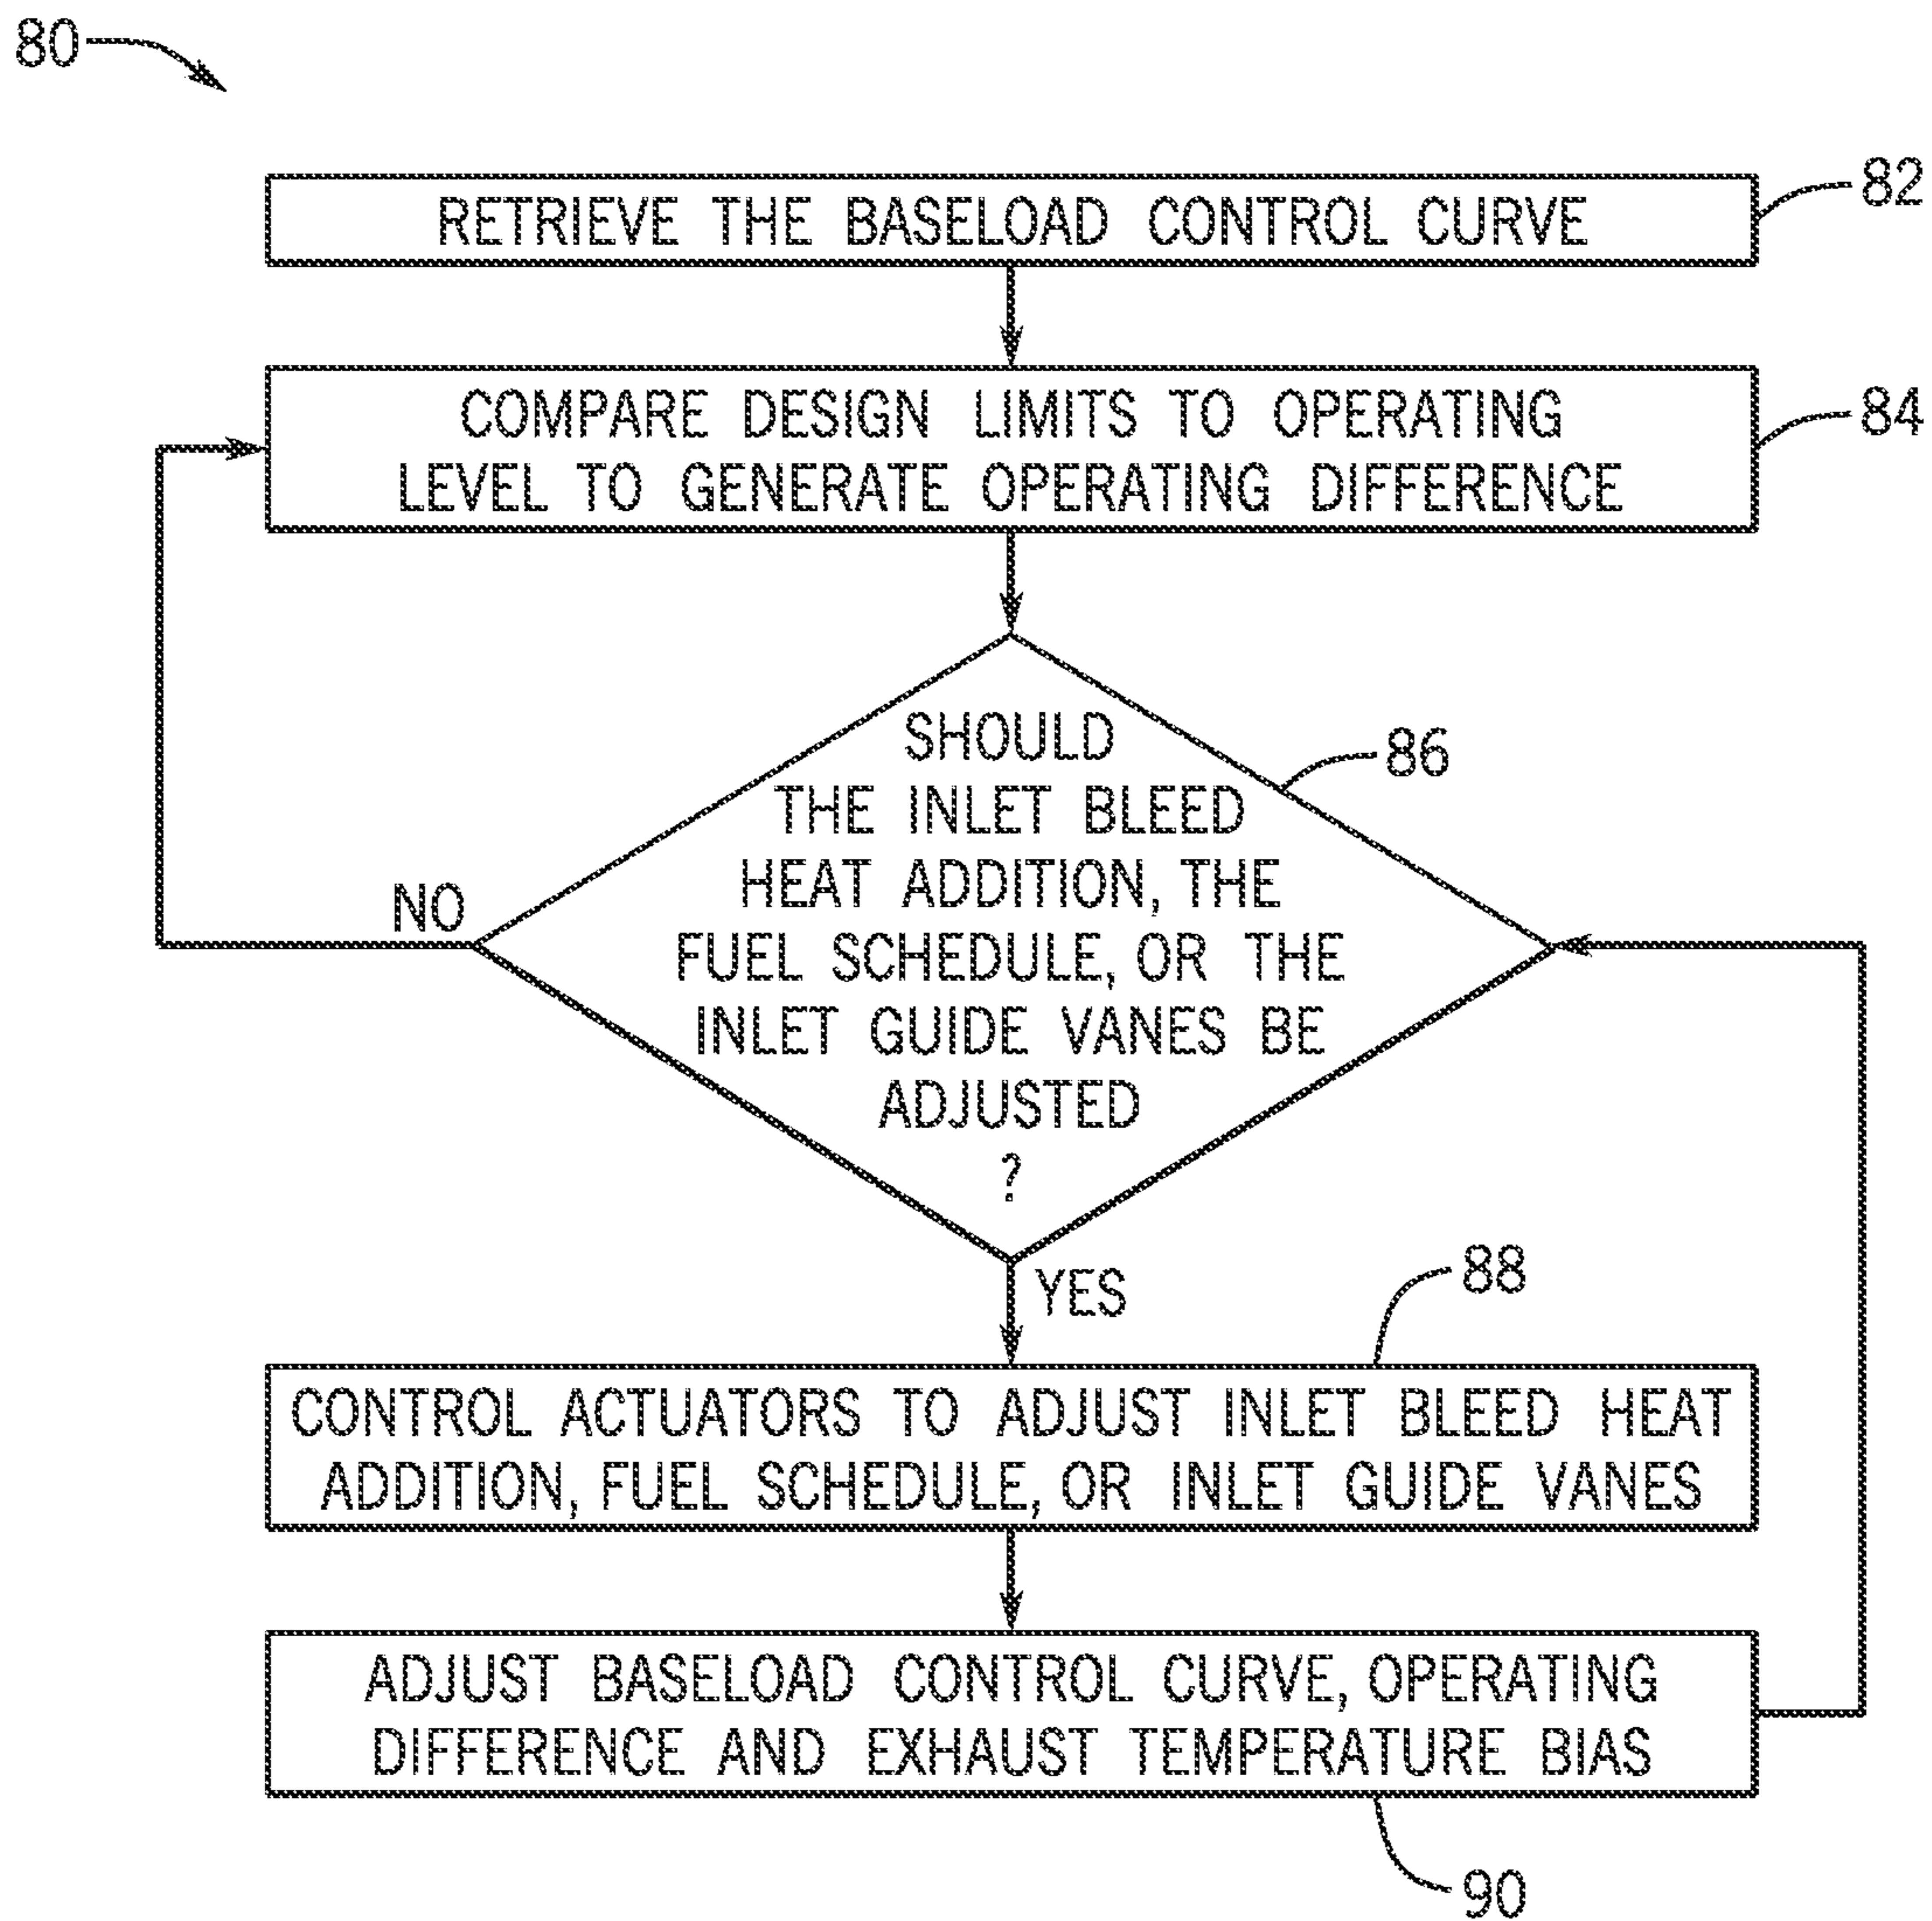 80
RETRIEVE THE BASELOAD CONTROL CURVE
82
COMPARE DESIGN LIMITS TO OPERATING
LEVEL TO GENERATE OPERATING DIFFERENCE
84
SHOULD
THE INLET BLEED
HEAT ADDITION, THE
FUEL SCHEDULE, OR THE
INLET GUIDE VANES BE
ADJUSTED
?
86
NO
YES
88
CONTROL ACTUATORS TO ADJUST INLET BLEED HEAT
ADDITION, FUEL SCHEDULE, OR INLET GUIDE VANES
ADJUST BASELOAD CONTROL CURVE, OPERATING
DIFFERENCE AND EXHAUST TEMPERATURE BIAS
90